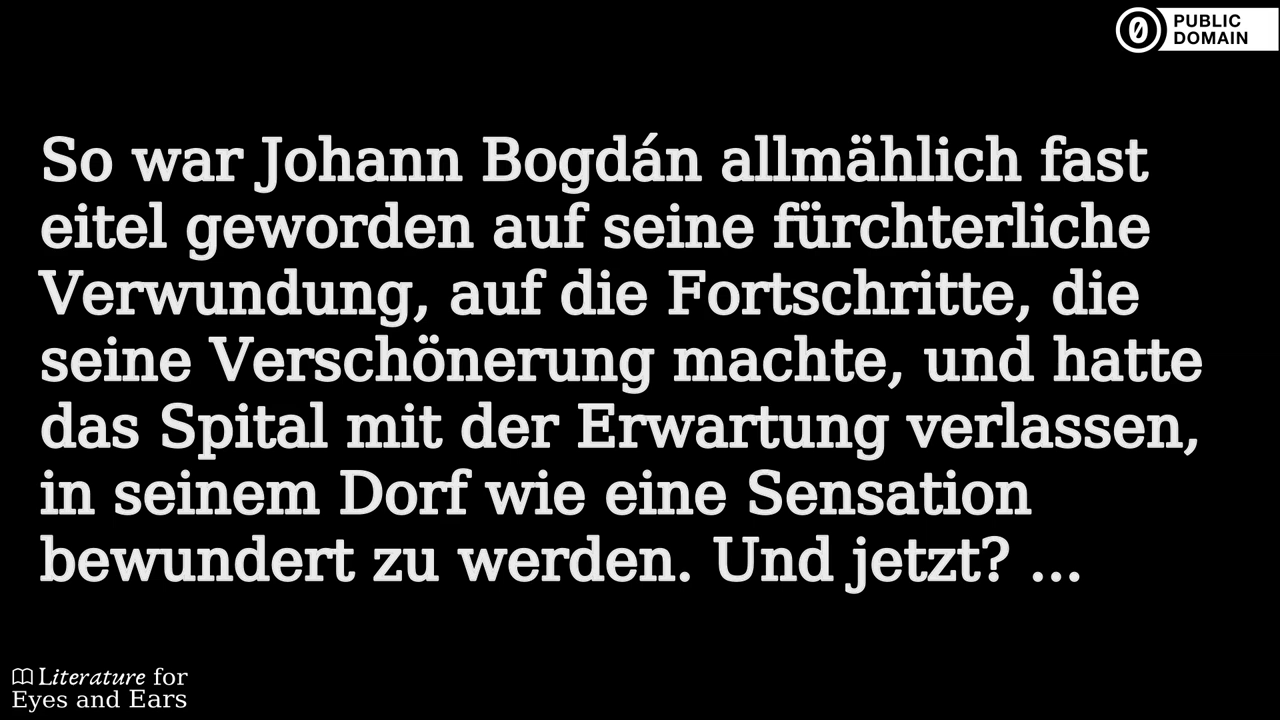 PUBLIC
DOMAIN
So war Johann Bogdán allmählich fast
eitel geworden auf seine fürchterliche
Verwundung, auf die Fortschritte, die
seine Verschönerung machte, und hatte
das Spital mit der Erwartung verlassen,
in seinem Dorf wie eine Sensation
bewundert zu werden. Und jetzt? ...
Literature for
Eyes and Ears